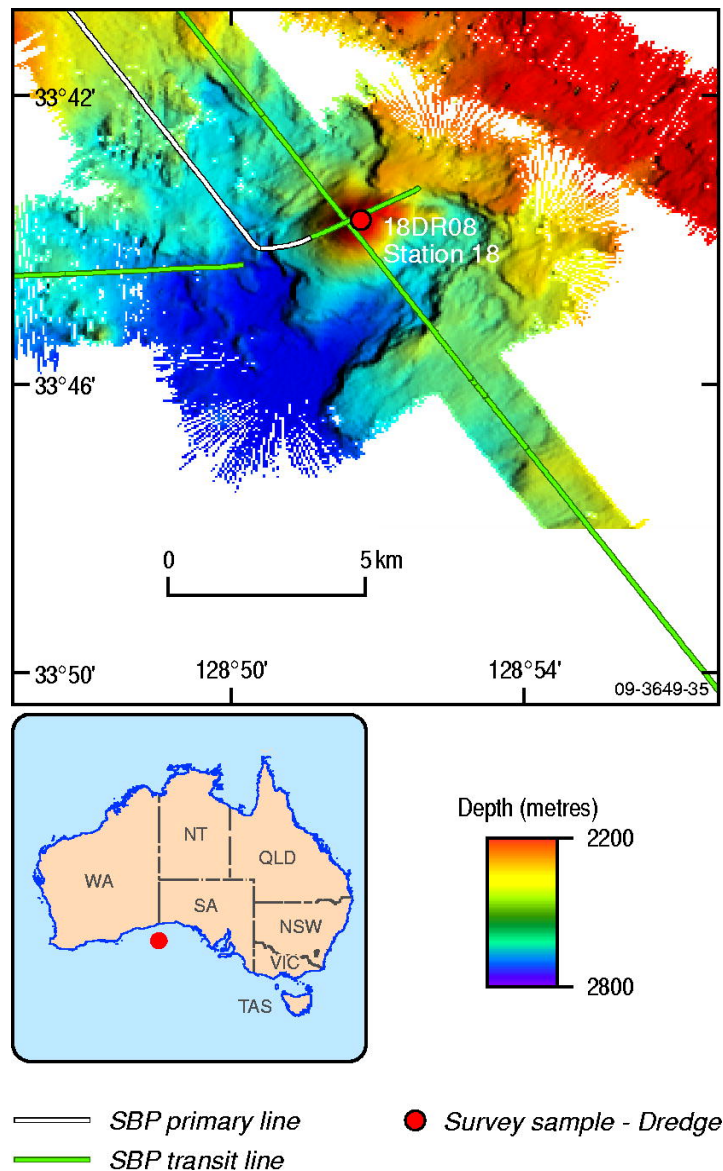 33°42'
18DR08
Station 18
33°46'
0 5 km
33°50' 128°50' 128°54'
09-3649-35
Depth (metres)
2200
2800
NT
QLD
WA
SA
NSW
VIC
TAS
SBP primary line
SBP transit line
Survey sample - Dredge